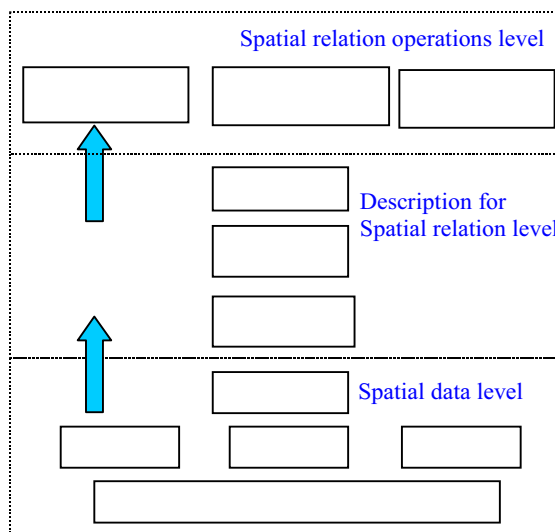 Spatial relation operations level
Description for
Spatial relation level
Spatial data level